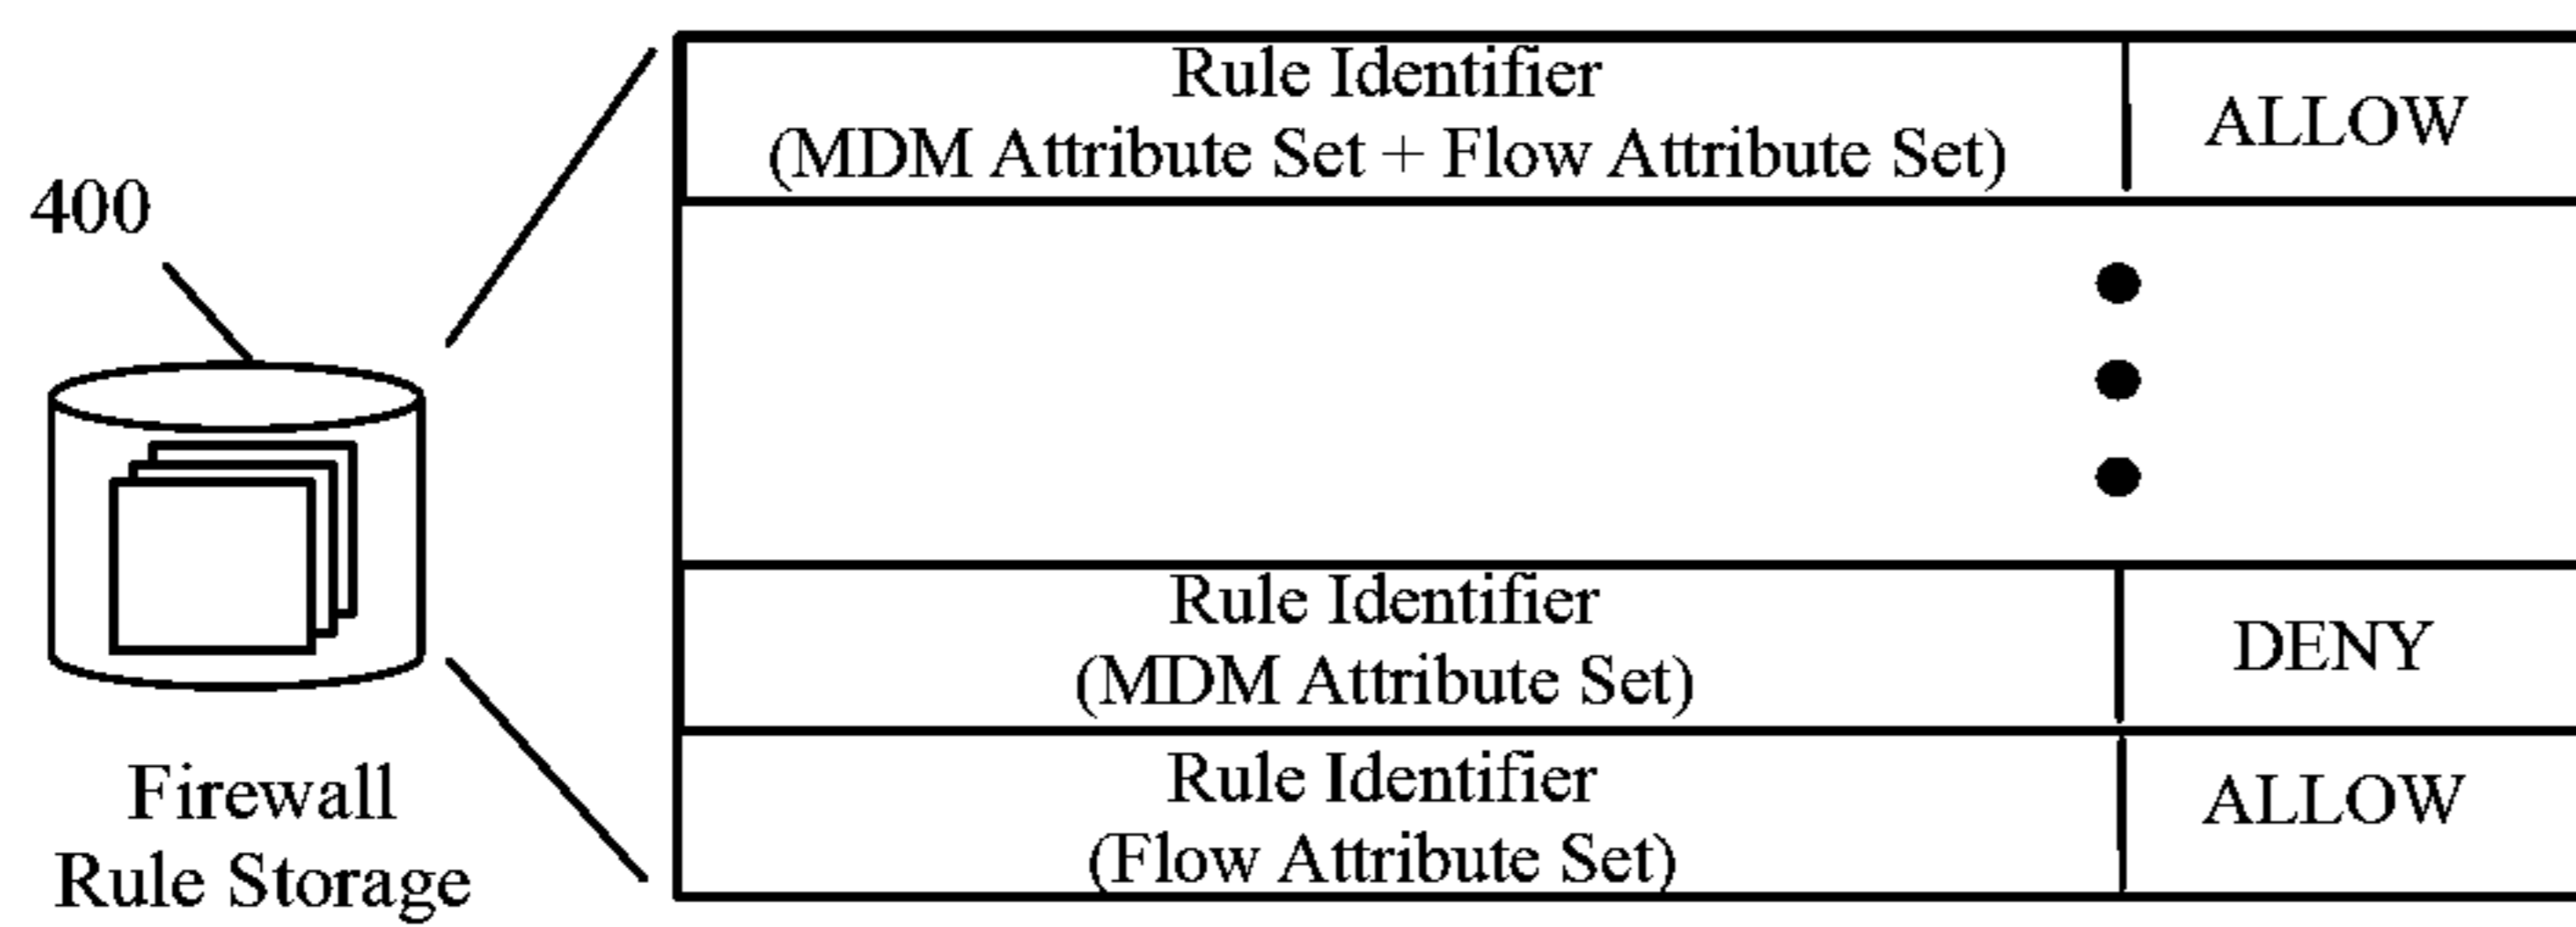 Rule Identifier
(MDM Attribute Set + Flow Attribute Set)
ALLOW
400
Rule Identifier
(MDM Attribute Set)
DENY
Rule Identifier
(Flow Attribute Set)
ALLOW
Firewall
Rule Storage